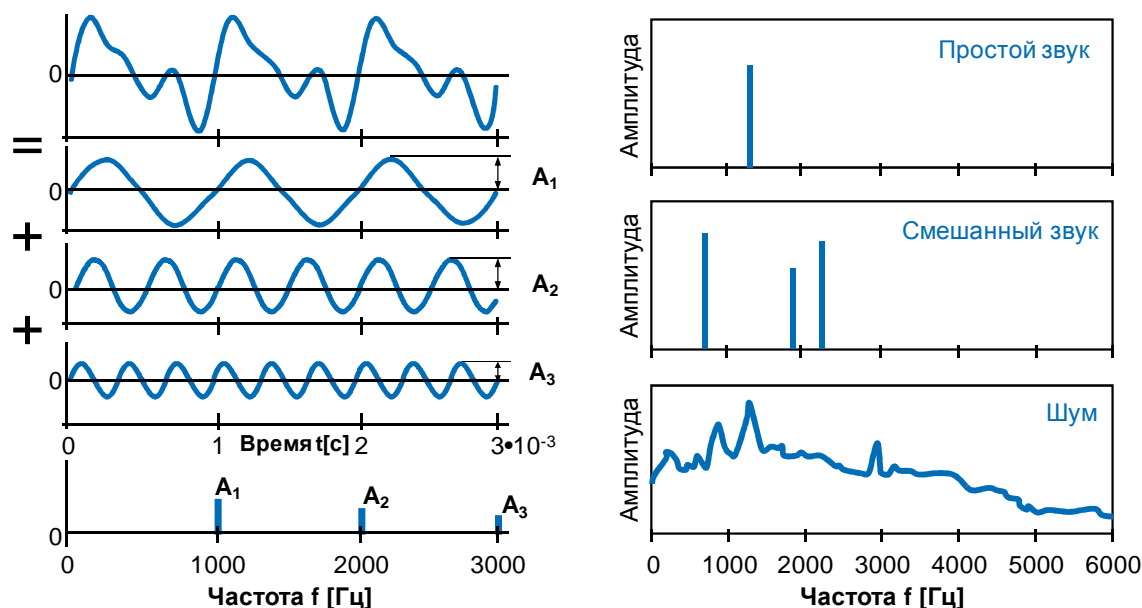 0
=
0
A₁
+
0
A₂
+
0
A₃
0 1 Время t[c] 2 3•10⁻³
A₁
A₂
A₃
0
0 1000 2000 3000
Частота f [Гц]
Амплитуда
Простой звук
Амплитуда
Смешанный звук
Амплитуда
Шум
0 1000 2000 3000 4000 5000 6000
Частота f [Гц]